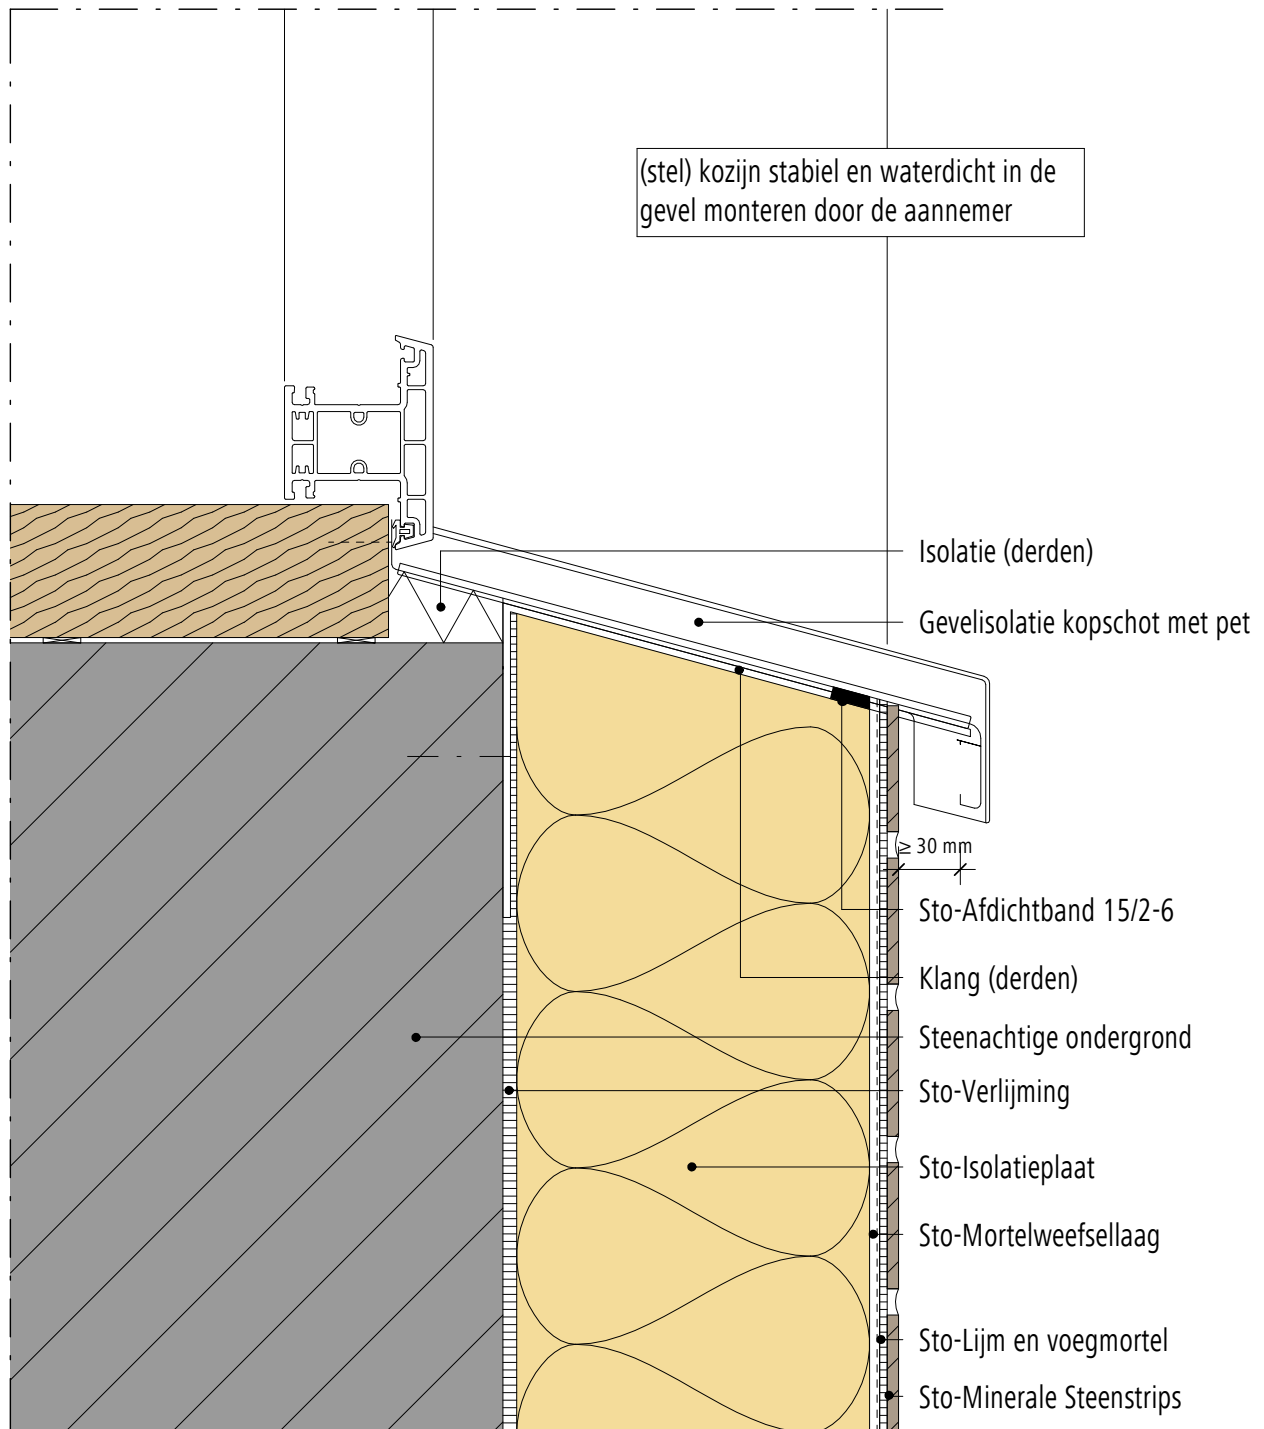 (stel) kozijn stabiel en waterdicht in de
gevel monteren door de aannemer
Isolatie (derden)
Gevelisolatie kopschot met pet
≥ 30 mm
Sto-Afdichtband 15/2-6
Klang (derden)
Steenachtige ondergrond
Sto-Verlijming
Sto-Isolatieplaat
Sto-Mortelweefsellaag
Sto-Lijm en voegmortel
Sto-Minerale Steenstrips